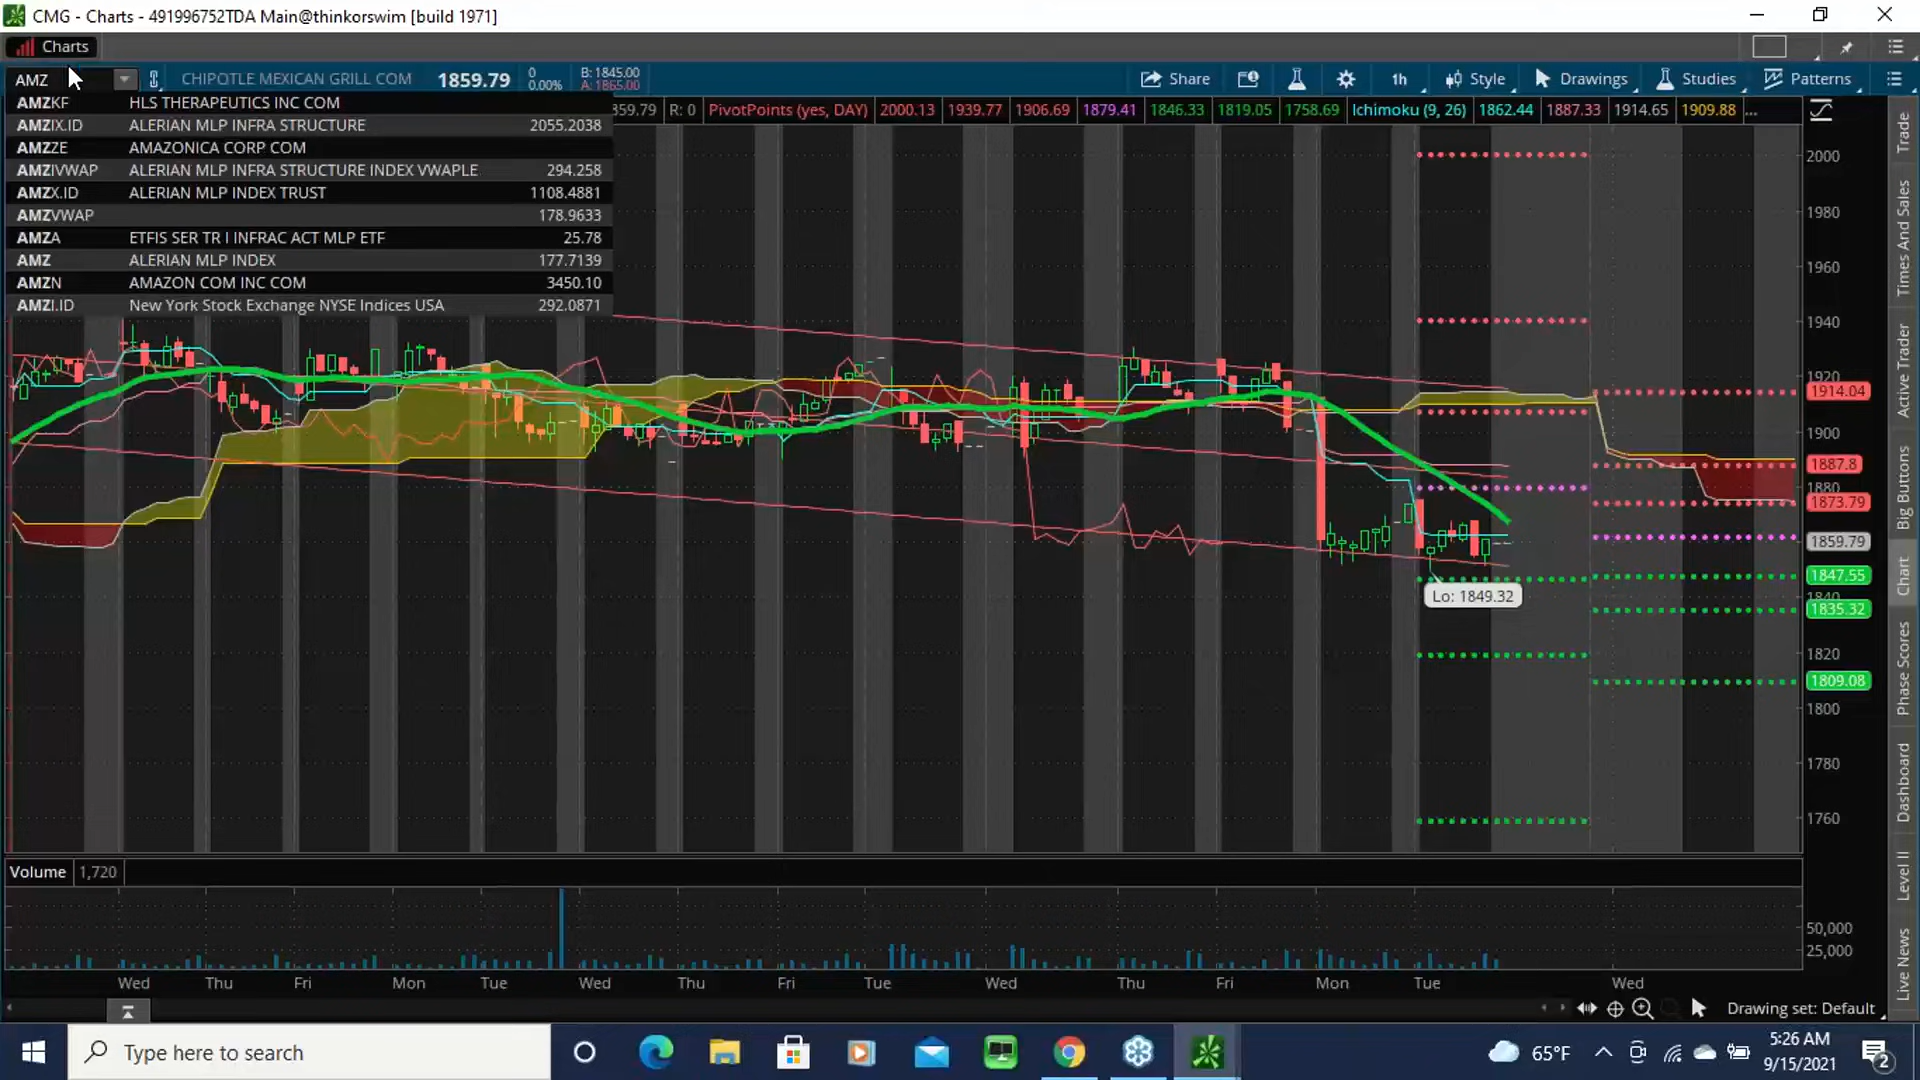 CMG - Charts - 491996752TDA Main@thinkorswim [build 1971]
Charts
AMZ CHIPOTLE MEXICAN GRILL COM 1859.79 0 0.00% B: 1845.00 A: 1865.00 Share 1h Style Drawings Studies Patterns
859.79 R: 0 PivotPoints (yes, DAY) 2000.13 1939.77 1906.69 1879.41 1846.33 1819.05 1758.69 Ichimoku (9, 26) 1862.44 1887.33 1914.65 1909.88 ...
AMZKF HLS THERAPEUTICS INC COM
AMZIX.ID ALERIAN MLP INFRA STRUCTURE 2055.2038
AMZZE AMAZONICA CORP COM
AMZIVWAP ALERIAN MLP INFRA STRUCTURE INDEX VWAPLE 294.258
AMZX.ID ALERIAN MLP INDEX TRUST 1108.4881
AMZVWAP 178.9633
AMZA ETFIS SER TR I INFRAC ACT MLP ETF 25.78
AMZ ALERIAN MLP INDEX 177.7139
AMZN AMAZON COM INC COM 3450.10
AMZI.ID New York Stock Exchange NYSE Indices USA 292.0871
2000
1980
1960
1940
1920
1914.04
1900
1887.8
1880
1873.79
1859.79
1847.55
1840
1835.32
1820
1809.08
1800
1780
1760
Lo: 1849.32
Trade
Times And Sales
Active Trader
Big Buttons
Chart
Phase Scores
Dashboard
Level II
Live News
Volume 1,720
50,000
25,000
Wed Thu Fri Mon Tue Wed Thu Fri Tue Wed Thu Fri Mon Tue Wed
Drawing set: Default
Type here to search
65°F
5:26 AM
9/15/2021
2